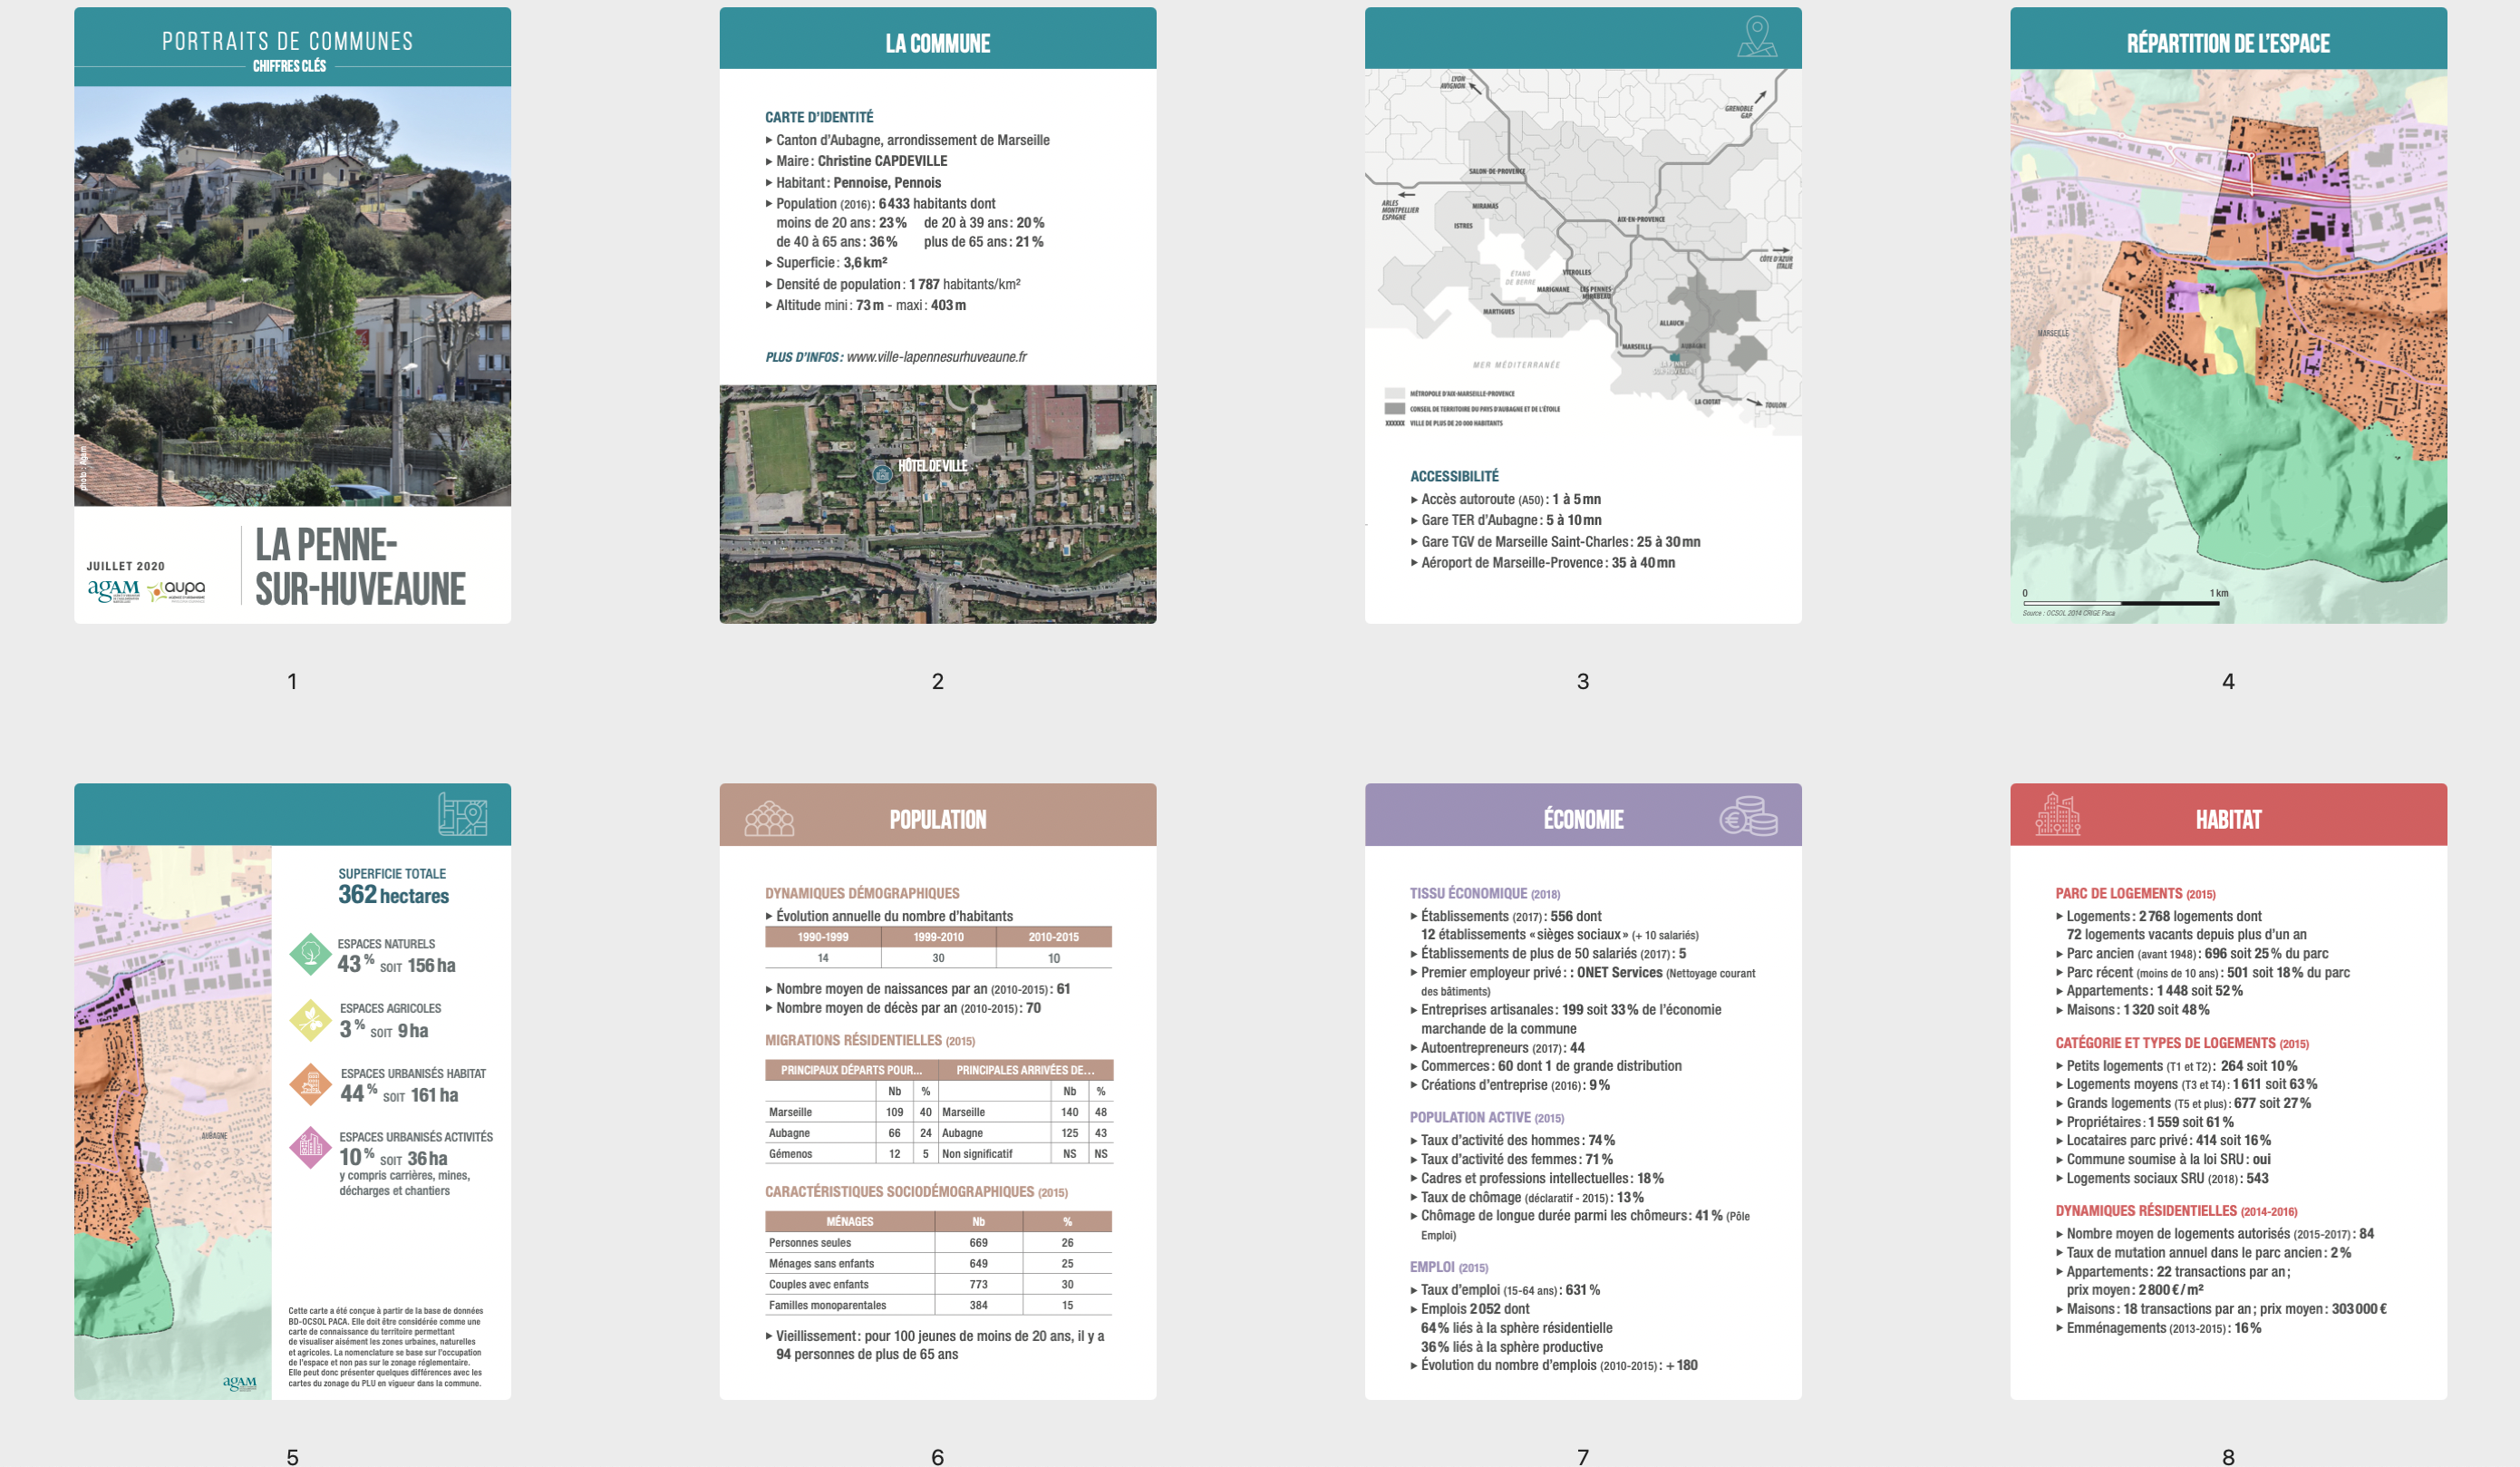 PORTRAITS DE COMMUNES
CHIFFRES CLÉS
JUILLET 2020
agAM
aupa
LA PENNE-
SUR-HUVEAUNE
1
LA COMMUNE
CARTE D'IDENTITÉ
▸ Canton d'Aubagne, arrondissement de Marseille
▸ Maire : Christine CAPDEVILLE
▸ Habitant : Pennoise, Pennois
▸ Population (2016) : 6 433 habitants dont
moins de 20 ans : 23 % de 20 à 39 ans : 20 %
de 40 à 65 ans : 36 % plus de 65 ans : 21 %
▸ Superficie : 3,6 km²
▸ Densité de population : 1 787 habitants/km²
▸ Altitude mini : 73 m - maxi : 403 m
PLUS D'INFOS : www.ville-lapennesurhuveaune.fr
HÔTEL DE VILLE
2
LYON
AVIGNON
GRENOBLE
GAP
SALON-DE-PROVENCE
ARLES
MONTPELLIER
ESPAGNE
MIRAMAS
ISTRES
AIX-EN-PROVENCE
CÔTE D'AZUR
ITALIE
ÉTANG
DE BERRE
VITROLLES
MARIGNANE
LES PENNES-
MIRABEAU
MARTIGUES
ALLAUCH
MARSEILLE
AUBAGNE
MER MÉDITERRANÉE
LA CIOTAT
TOULON
MÉTROPOLE D'AIX-MARSEILLE-PROVENCE
CONSEIL DE TERRITOIRE DU PAYS D'AUBAGNE ET DE L'ÉTOILE
XXXXXX VILLE DE PLUS DE 20 000 HABITANTS
ACCESSIBILITÉ
▸ Accès autoroute (A50) : 1 à 5 mn
▸ Gare TER d'Aubagne : 5 à 10 mn
▸ Gare TGV de Marseille Saint-Charles : 25 à 30 mn
▸ Aéroport de Marseille-Provence : 35 à 40 mn
3
RÉPARTITION DE L'ESPACE
MARSEILLE
0 1 km
Source : OCSOL 2014 CRIGE Paca
4
SUPERFICIE TOTALE
362 hectares
ESPACES NATURELS
43 % SOIT 156 ha
ESPACES AGRICOLES
3 % SOIT 9 ha
ESPACES URBANISÉS HABITAT
44 % SOIT 161 ha
ESPACES URBANISÉS ACTIVITÉS
10 % SOIT 36 ha
y compris carrières, mines,
décharges et chantiers
AUBAGNE
Cette carte a été conçue à partir de la base de données
BD-OCSOL PACA. Elle doit être considérée comme une
carte de connaissance du territoire permettant
de visualiser aisément les zones urbaines, naturelles
et agricoles. La nomenclature se base sur l'occupation
de l'espace et non pas sur le zonage réglementaire.
Elle peut donc présenter quelques différences avec les
cartes du zonage du PLU en vigueur dans la commune.
agAM
5
POPULATION
DYNAMIQUES DÉMOGRAPHIQUES
▸ Évolution annuelle du nombre d'habitants
1990-1999 1999-2010 2010-2015
14 30 10
▸ Nombre moyen de naissances par an (2010-2015) : 61
▸ Nombre moyen de décès par an (2010-2015) : 70
MIGRATIONS RÉSIDENTIELLES (2015)
PRINCIPAUX DÉPARTS POUR... PRINCIPALES ARRIVÉES DE...
Nb % Nb %
Marseille 109 40 Marseille 140 48
Aubagne 66 24 Aubagne 125 43
Gémenos 12 5 Non significatif NS NS
CARACTÉRISTIQUES SOCIODÉMOGRAPHIQUES (2015)
MÉNAGES Nb %
Personnes seules 669 26
Ménages sans enfants 649 25
Couples avec enfants 773 30
Familles monoparentales 384 15
▸ Vieillissement : pour 100 jeunes de moins de 20 ans, il y a
94 personnes de plus de 65 ans
6
ÉCONOMIE
TISSU ÉCONOMIQUE (2018)
▸ Établissements (2017) : 556 dont
12 établissements « sièges sociaux » (+ 10 salariés)
▸ Établissements de plus de 50 salariés (2017) : 5
▸ Premier employeur privé : : ONET Services (Nettoyage courant
des bâtiments)
▸ Entreprises artisanales : 199 soit 33 % de l'économie
marchande de la commune
▸ Autoentrepreneurs (2017) : 44
▸ Commerces : 60 dont 1 de grande distribution
▸ Créations d'entreprise (2016) : 9 %
POPULATION ACTIVE (2015)
▸ Taux d'activité des hommes : 74 %
▸ Taux d'activité des femmes : 71 %
▸ Cadres et professions intellectuelles : 18 %
▸ Taux de chômage (déclaratif - 2015) : 13 %
▸ Chômage de longue durée parmi les chômeurs : 41 % (Pôle
Emploi)
EMPLOI (2015)
▸ Taux d'emploi (15-64 ans) : 631 %
▸ Emplois 2 052 dont
64 % liés à la sphère résidentielle
36 % liés à la sphère productive
▸ Évolution du nombre d'emplois (2010-2015) : + 180
7
HABITAT
PARC DE LOGEMENTS (2015)
▸ Logements : 2 768 logements dont
72 logements vacants depuis plus d'un an
▸ Parc ancien (avant 1948) : 696 soit 25 % du parc
▸ Parc récent (moins de 10 ans) : 501 soit 18 % du parc
▸ Appartements : 1 448 soit 52 %
▸ Maisons : 1 320 soit 48 %
CATÉGORIE ET TYPES DE LOGEMENTS (2015)
▸ Petits logements (T1 et T2) : 264 soit 10 %
▸ Logements moyens (T3 et T4) : 1 611 soit 63 %
▸ Grands logements (T5 et plus) : 677 soit 27 %
▸ Propriétaires : 1 559 soit 61 %
▸ Locataires parc privé : 414 soit 16 %
▸ Commune soumise à la loi SRU : oui
▸ Logements sociaux SRU (2018) : 543
DYNAMIQUES RÉSIDENTIELLES (2014-2016)
▸ Nombre moyen de logements autorisés (2015-2017) : 84
▸ Taux de mutation annuel dans le parc ancien : 2 %
▸ Appartements : 22 transactions par an ;
prix moyen : 2 800 € / m²
▸ Maisons : 18 transactions par an ; prix moyen : 303 000 €
▸ Emménagements (2013-2015) : 16 %
8